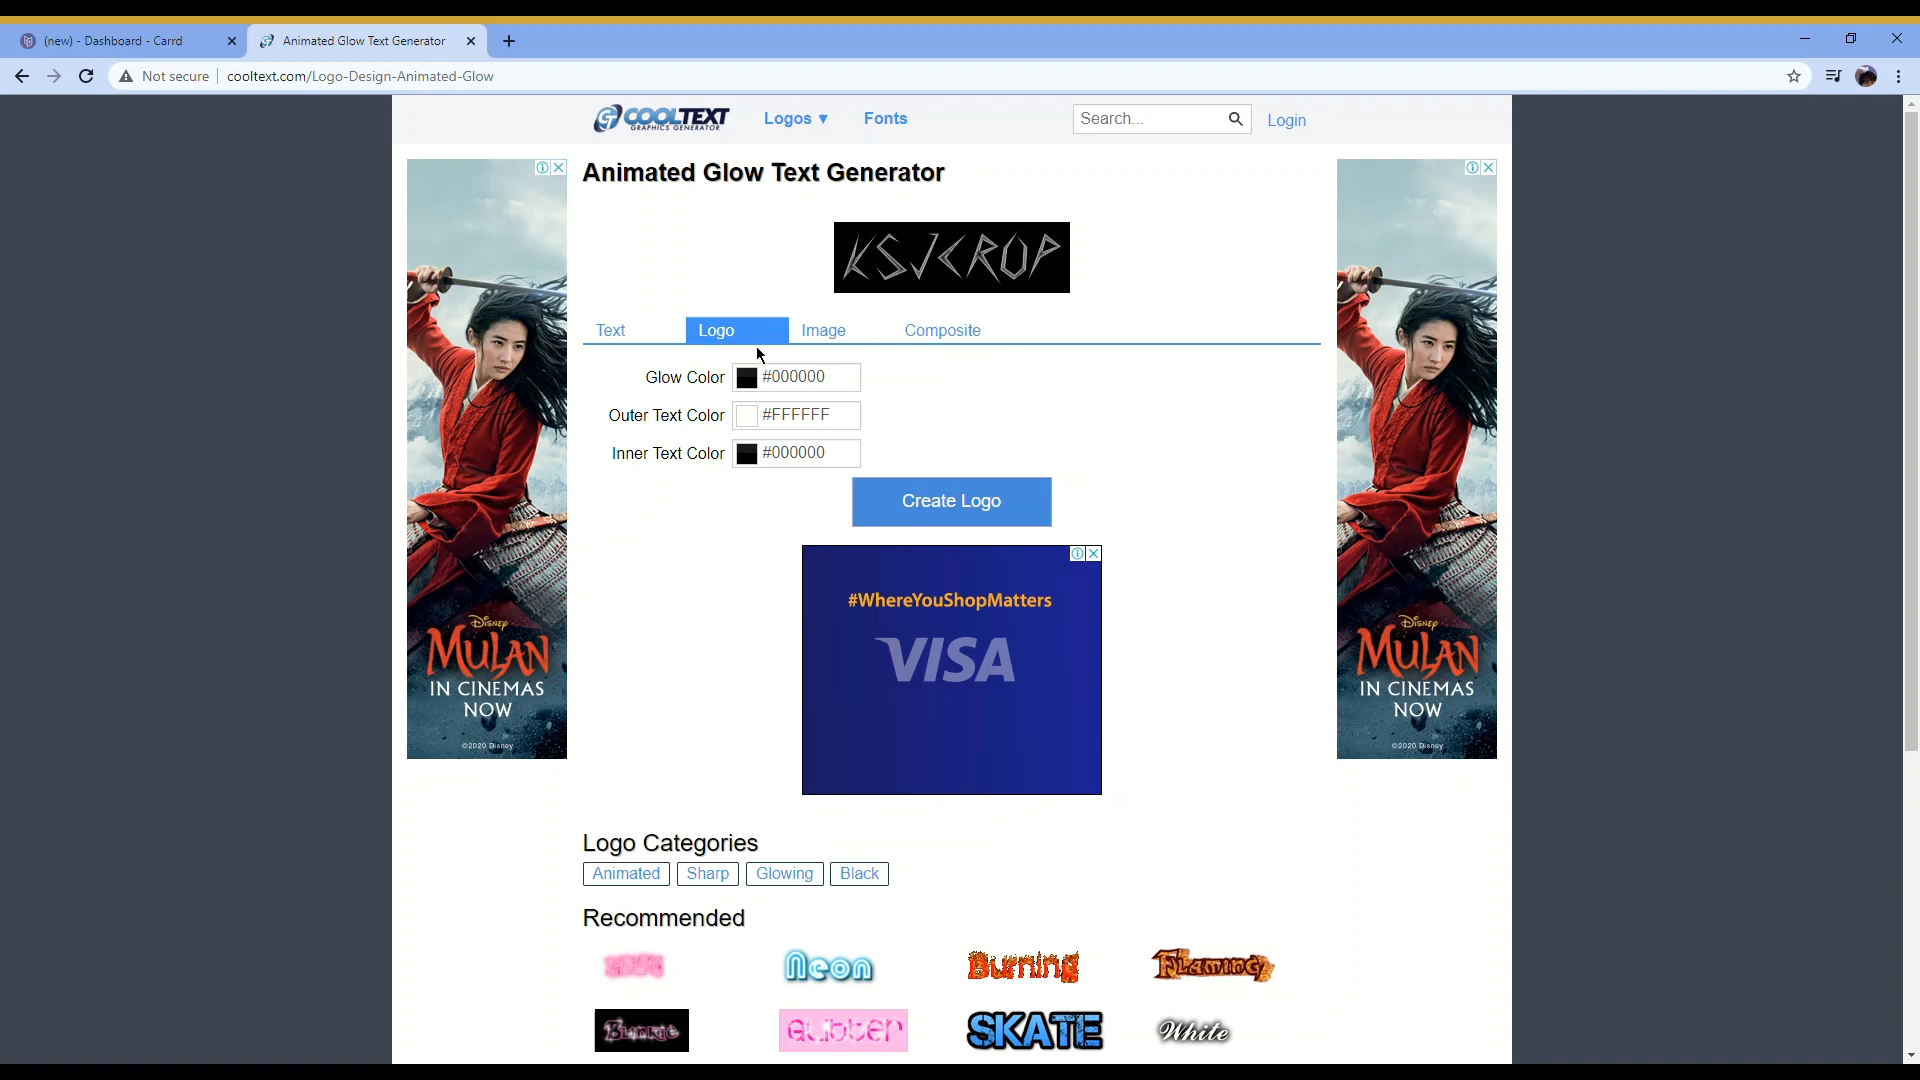 (new) - Dashboard - Carrd
Animated Glow Text Generator
Not secure
cooltext.com/Logo-Design-Animated-Glow
COOLTEXT
GRAPHICS GENERATOR
Logos ▼
Fonts
Search...
Login
Animated Glow Text Generator
KSJCROP
Text
Logo
Image
Composite
Glow Color
#000000
Outer Text Color
#FFFFFF
Inner Text Color
#000000
Create Logo
Disney
MULAN
IN CINEMAS
NOW
©2020 Disney
#WhereYouShopMatters
VISA
Disney
MULAN
IN CINEMAS
NOW
©2020 Disney
Logo Categories
Animated
Sharp
Glowing
Black
Recommended
Neon
Burning
Flaming
Blinkie
Glitter
SKATE
White